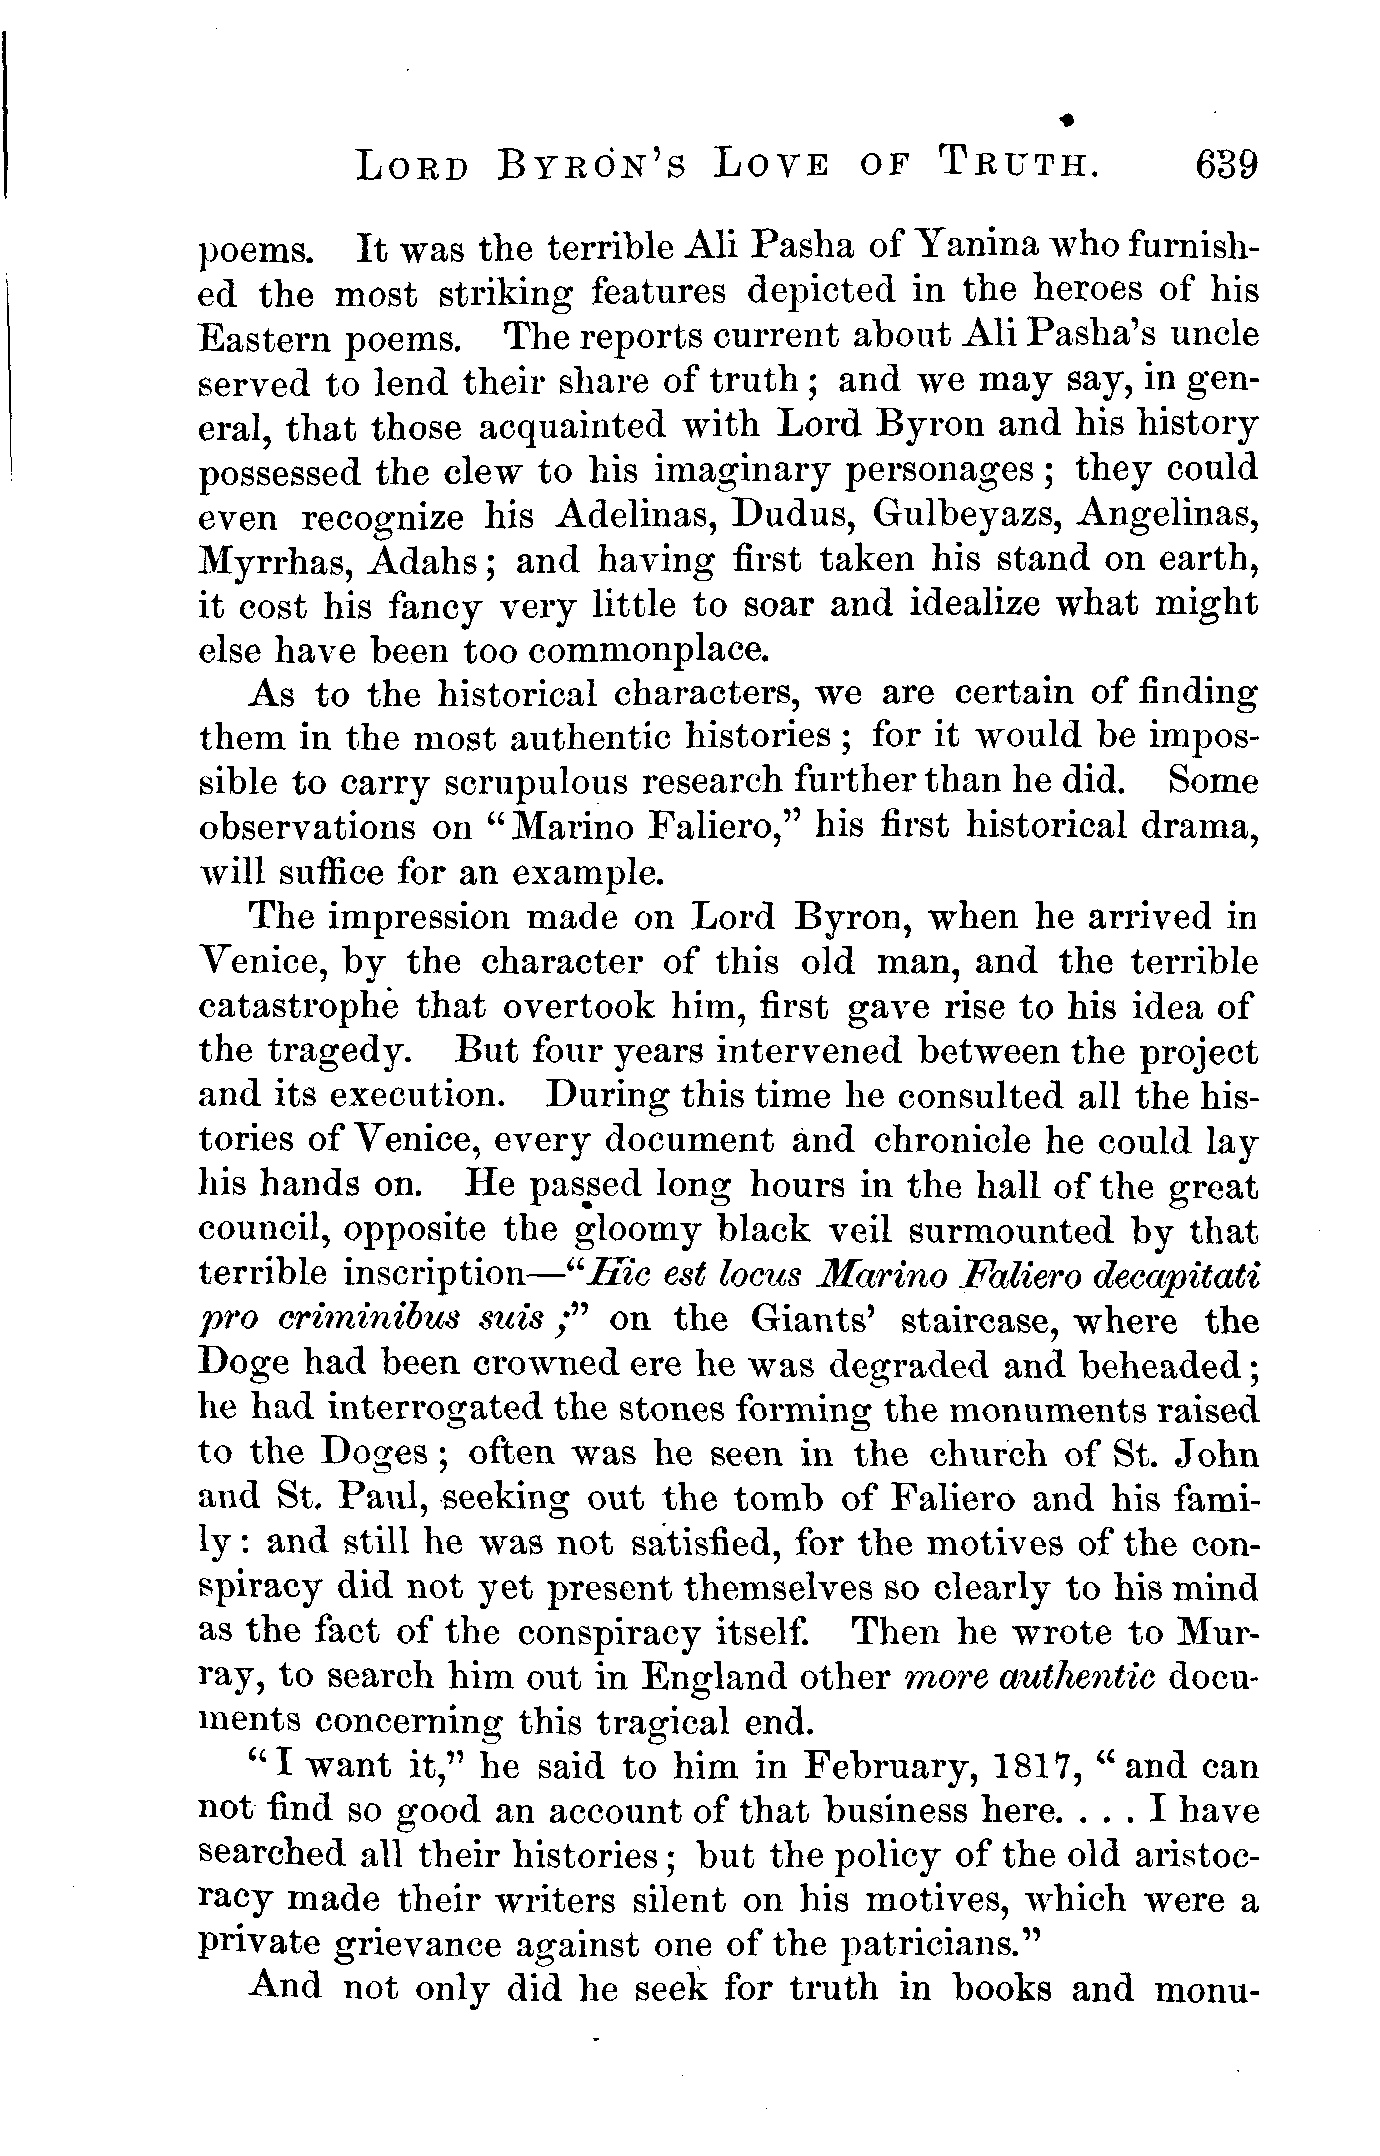 LORD BYRON'S LOVE OF TRUTH. 639
poems. It was the terrible Ali Pasha of Yanina who furnish-
ed the most striking features depicted in the heroes of his
Eastern poems. The reports current about Ali Pasha's uncle
served to lend their share of truth; and we may say, in gen-
eral, that those acquainted with Lord Byron and his history
possessed the clew to his imaginary personages; they could
even recognize his Adelinas, Dudus, Gulbeyazs, Angelinas,
Myrrhas, Adahs; and having first taken his stand on earth,
it cost his fancy very little to soar and idealize what might
else have been too commonplace.
As to the historical characters, we are certain of finding
them in the most authentic histories; for it would be impos-
sible to carry scrupulous research further than he did. Some
observations on "Marino Faliero," his first historical drama,
will suffice for an example.
The impression made on Lord Byron, when he arrived in
Venice, by the character of this old man, and the terrible
catastrophe that overtook him, first gave rise to his idea of
the tragedy. But four years intervened between the project
and its execution. During this time he consulted all the his-
tories of Venice, every document and chronicle he could lay
his hands on. He passed long hours in the hall of the great
council, opposite the gloomy black veil surmounted by that
terrible inscription—"Hic est locus Marino Faliero decapitati
pro criminibus suis;" on the Giants' staircase, where the
Doge had been crowned ere he was degraded and beheaded;
he had interrogated the stones forming the monuments raised
to the Doges; often was he seen in the church of St. John
and St. Paul, seeking out the tomb of Faliero and his fami-
ly: and still he was not satisfied, for the motives of the con-
spiracy did not yet present themselves so clearly to his mind
as the fact of the conspiracy itself. Then he wrote to Mur-
ray, to search him out in England other more authentic docu-
ments concerning this tragical end.
"I want it," he said to him in February, 1817, "and can
not find so good an account of that business here. . . . I have
searched all their histories; but the policy of the old aristoc-
racy made their writers silent on his motives, which were a
private grievance against one of the patricians."
And not only did he seek for truth in books and monu-